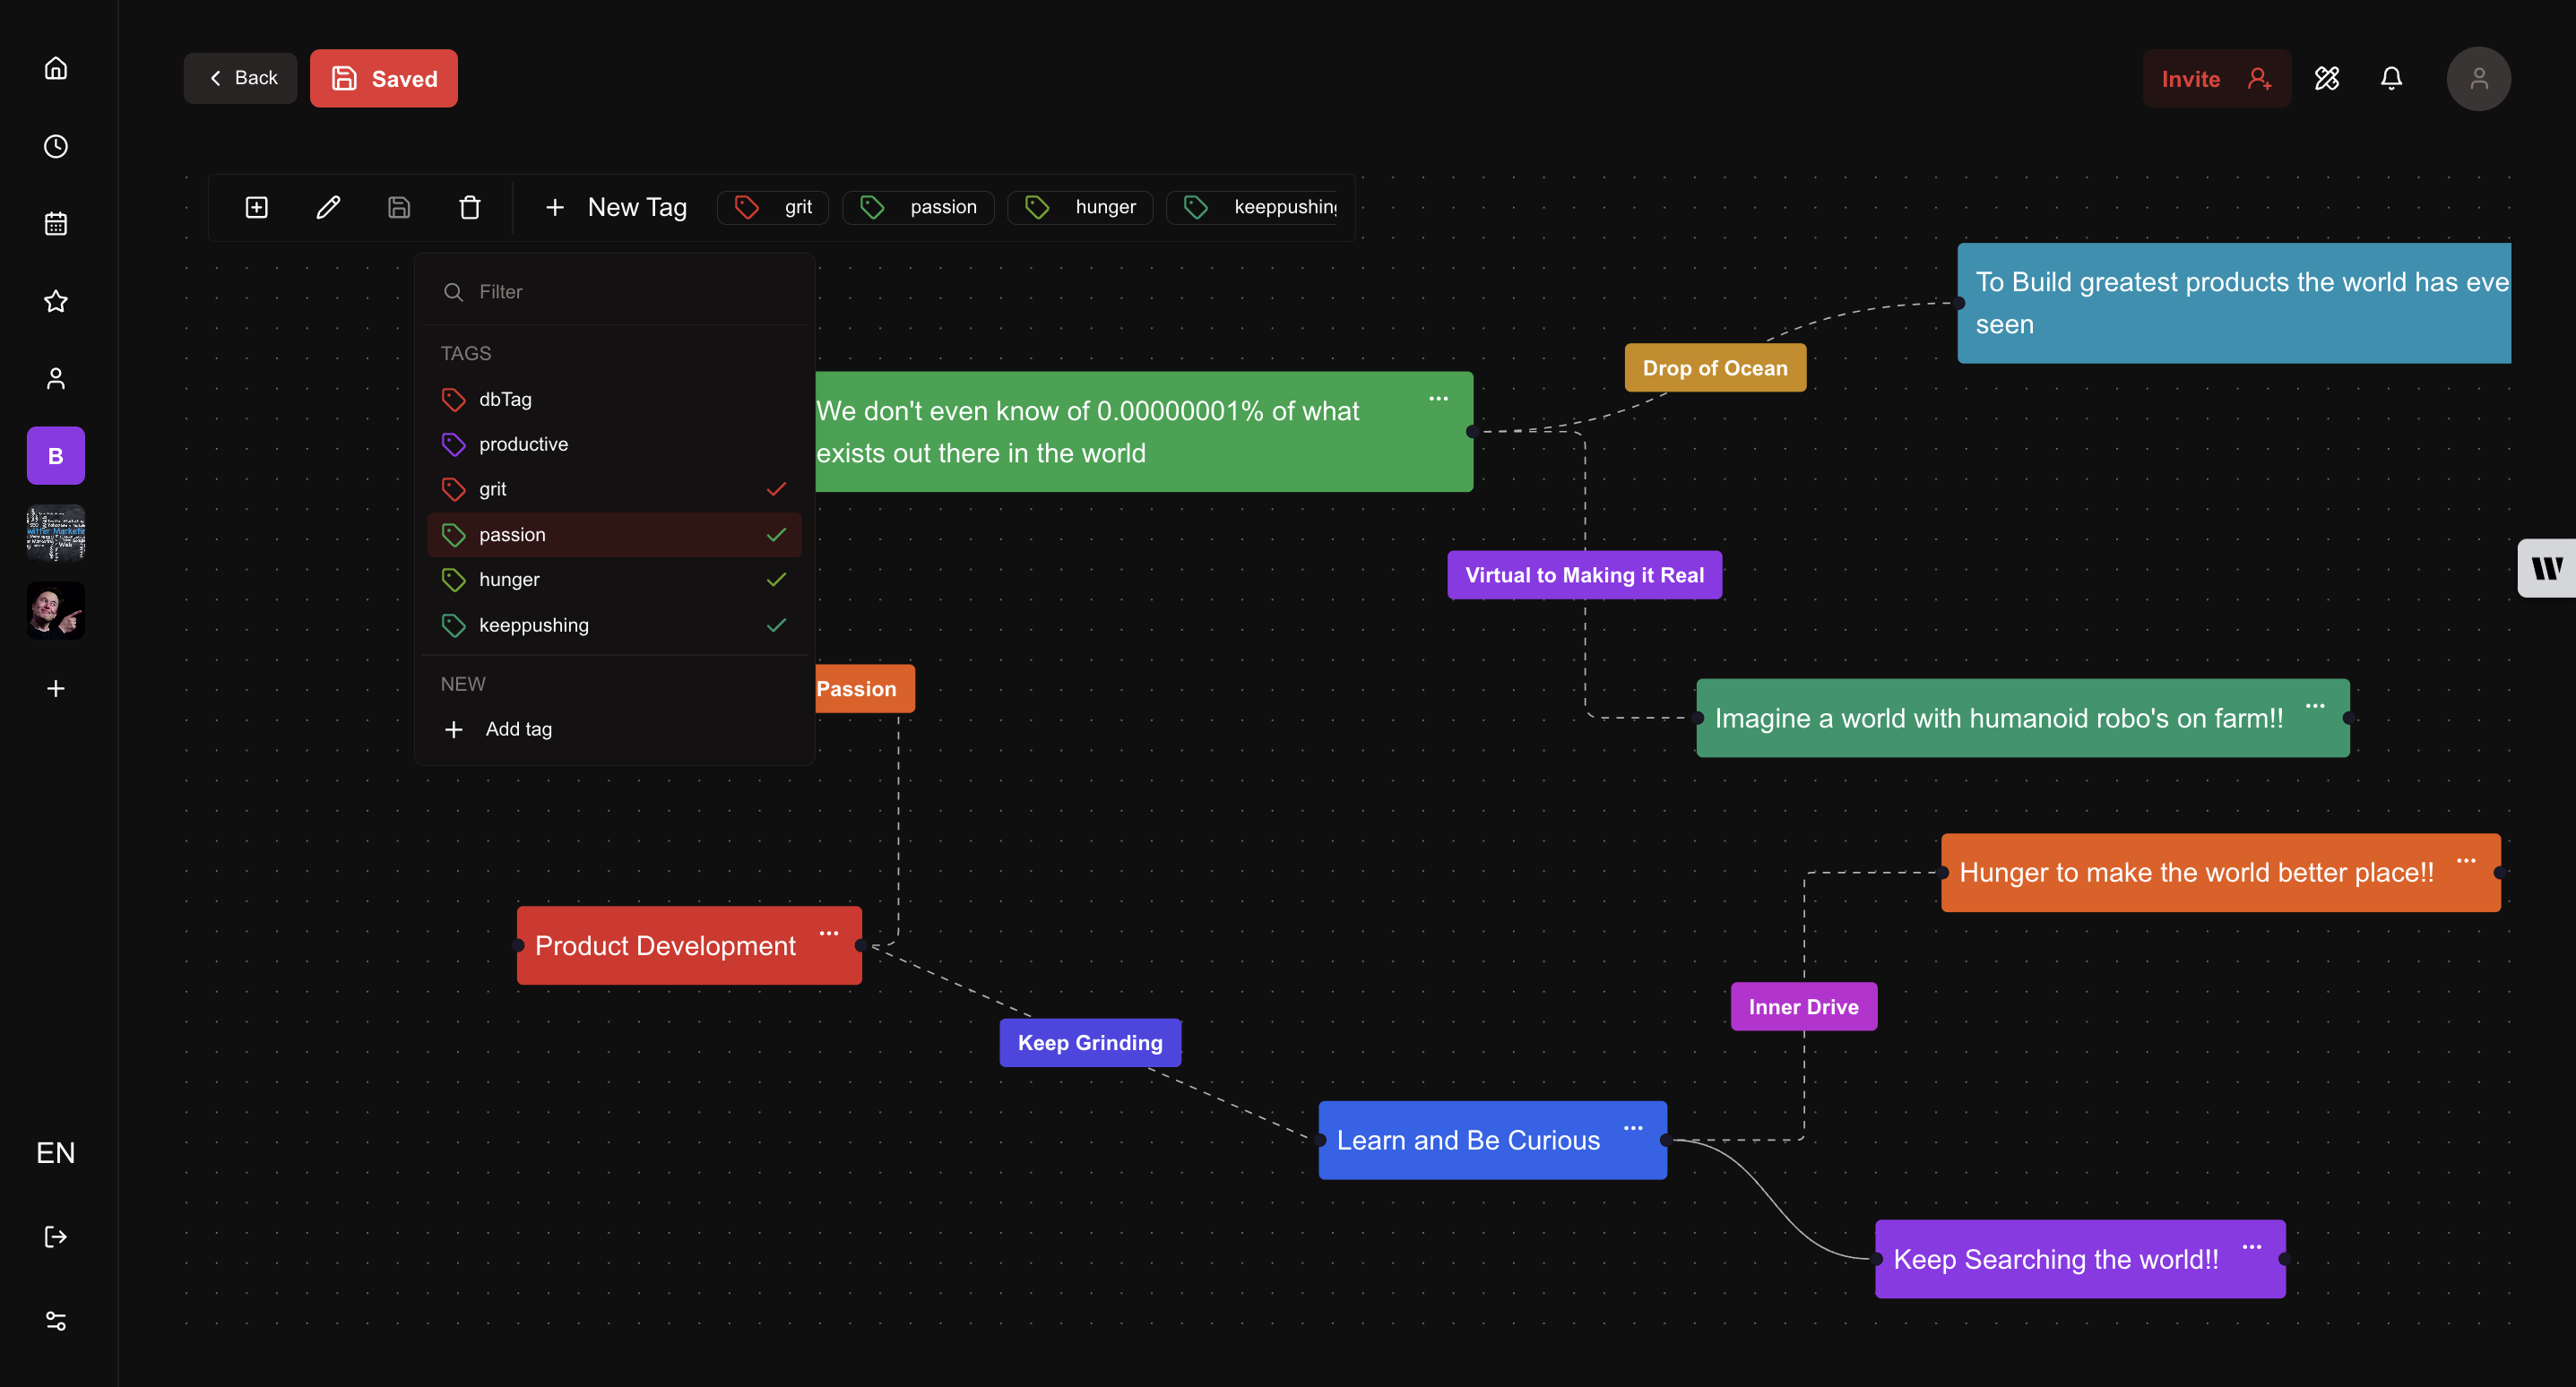 Back
Saved
Invite
New Tag
grit
passion
hunger
keeppushing
Filter
TAGS
dbTag
productive
grit
passion
hunger
keeppushing
NEW
Add tag
To Build greatest products the world has eve
seen
Drop of Ocean
We don't even know of 0.00000001% of what
exists out there in the world
B
Virtual to Making it Real
Passion
Imagine a world with humanoid robo's on farm!!
Hunger to make the world better place!!
Product Development
Inner Drive
Keep Grinding
Learn and Be Curious
EN
Keep Searching the world!!